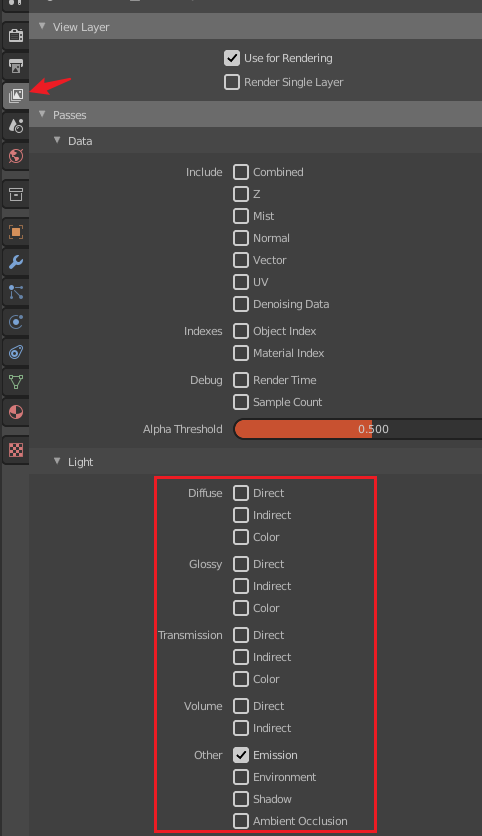 View Layer
Use for Rendering
Render Single Layer
Passes
Data
Include Combined
Z
Mist
Normal
Vector
UV
Denoising Data
Indexes Object Index
Material Index
Debug Render Time
Sample Count
Alpha Threshold 0.500
Light
Diffuse Direct
Indirect
Color
Glossy Direct
Indirect
Color
Transmission Direct
Indirect
Color
Volume Direct
Indirect
Other Emission
Environment
Shadow
Ambient Occlusion